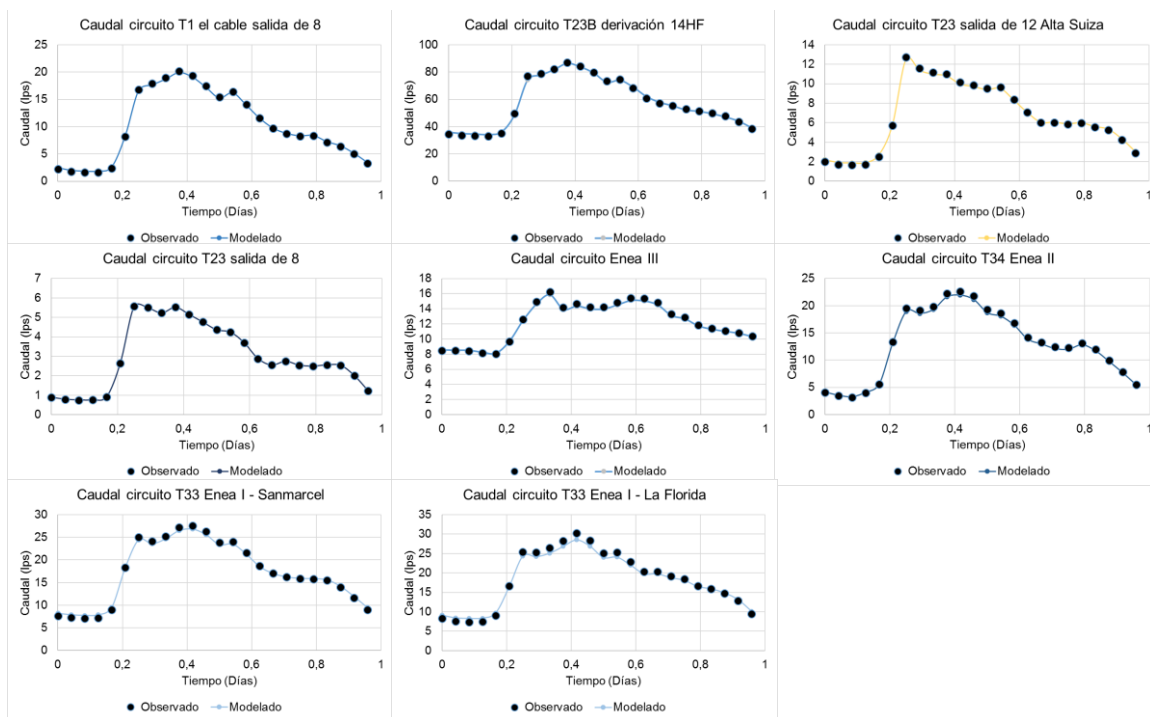 Caudal circuito T1 el cable salida de 8
25
20
15
10
5
0
Caudal (lps)
0 0,2 0,4 0,6 0,8 1
Tiempo (Días)
Observado Modelado
Caudal circuito T23B derivación 14HF
100
80
60
40
20
0
Caudal (lps)
0 0,2 0,4 0,6 0,8 1
Tiempo (Días)
Observado Modelado
Caudal circuito T23 salida de 12 Alta Suiza
14
12
10
8
6
4
2
0
Caudal (lps)
0 0,2 0,4 0,6 0,8 1
Tiempo (Días)
Observado Modelado
Caudal circuito T23 salida de 8
7
6
5
4
3
2
1
0
Caudal (lps)
0 0,2 0,4 0,6 0,8 1
Tiempo (Días)
Observado Modelado
Caudal circuito Enea III
18
16
14
12
10
8
6
4
2
0
Caudal (lps)
0 0,2 0,4 0,6 0,8 1
Tiempo (Días)
Observado Modelado
Caudal circuito T34 Enea II
25
20
15
10
5
0
Caudal (lps)
0 0,2 0,4 0,6 0,8 1
Tiempo (Días)
Observado Modelado
Caudal circuito T33 Enea I - Sanmarcel
30
25
20
15
10
5
0
Caudal (lps)
0 0,2 0,4 0,6 0,8 1
Tiempo (Días)
Observado Modelado
Caudal circuito T33 Enea I - La Florida
35
30
25
20
15
10
5
0
Caudal (lps)
0 0,2 0,4 0,6 0,8 1
Tiempo (Días)
Observado Modelado